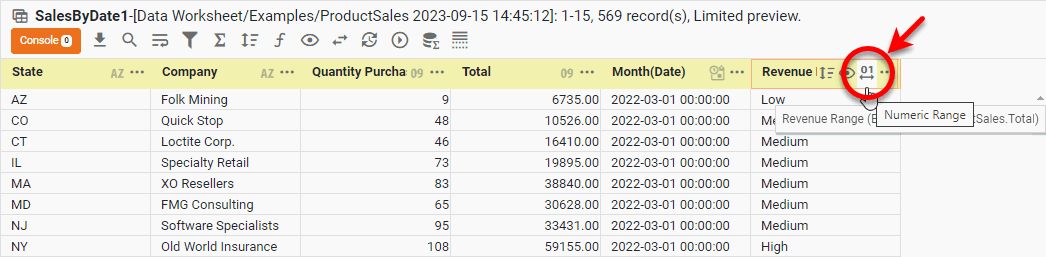 SalesByDate1-[Data Worksheet/Examples/ProductSales 2023-09-15 14:45:12]: 1-15, 569 record(s), Limited preview.
Console 0
State AZ Company AZ Quantity Purcha 09 Total 09 Month(Date) Revenue 01
AZ Folk Mining 9 6735.00 2022-03-01 00:00:00 Low
CO Quick Stop 48 10526.00 2022-03-01 00:00:00
Numeric Range
Revenue Range Sales.Total)
CT Loctite Corp. 46 16410.00 2022-03-01 00:00:00 Medium
IL Specialty Retail 73 19895.00 2022-03-01 00:00:00 Medium
MA XO Resellers 83 38840.00 2022-03-01 00:00:00 Medium
MD FMG Consulting 65 30628.00 2022-03-01 00:00:00 Medium
NJ Software Specialists 95 33431.00 2022-03-01 00:00:00 Medium
NY Old World Insurance 108 59155.00 2022-03-01 00:00:00 High